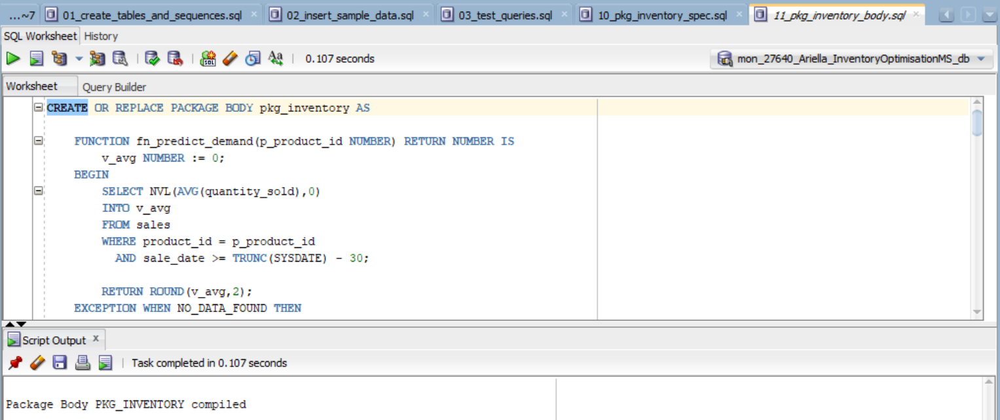 ...~7 01_create_tables_and_sequences.sql 02_insert_sample_data.sql 03_test_queries.sql 10_pkg_inventory_spec.sql 11_pkg_inventory_body.sql
SQL Worksheet History
0.107 seconds mon_27640_Ariella_InventoryOptimisationMS_db
Worksheet Query Builder
CREATE OR REPLACE PACKAGE BODY pkg_inventory AS
FUNCTION fn_predict_demand(p_product_id NUMBER) RETURN NUMBER IS
v_avg NUMBER := 0;
BEGIN
SELECT NVL(AVG(quantity_sold),0)
INTO v_avg
FROM sales
WHERE product_id = p_product_id
AND sale_date >= TRUNC(SYSDATE) - 30;
RETURN ROUND(v_avg,2);
EXCEPTION WHEN NO_DATA_FOUND THEN
Script Output x
Task completed in 0.107 seconds
Package Body PKG_INVENTORY compiled